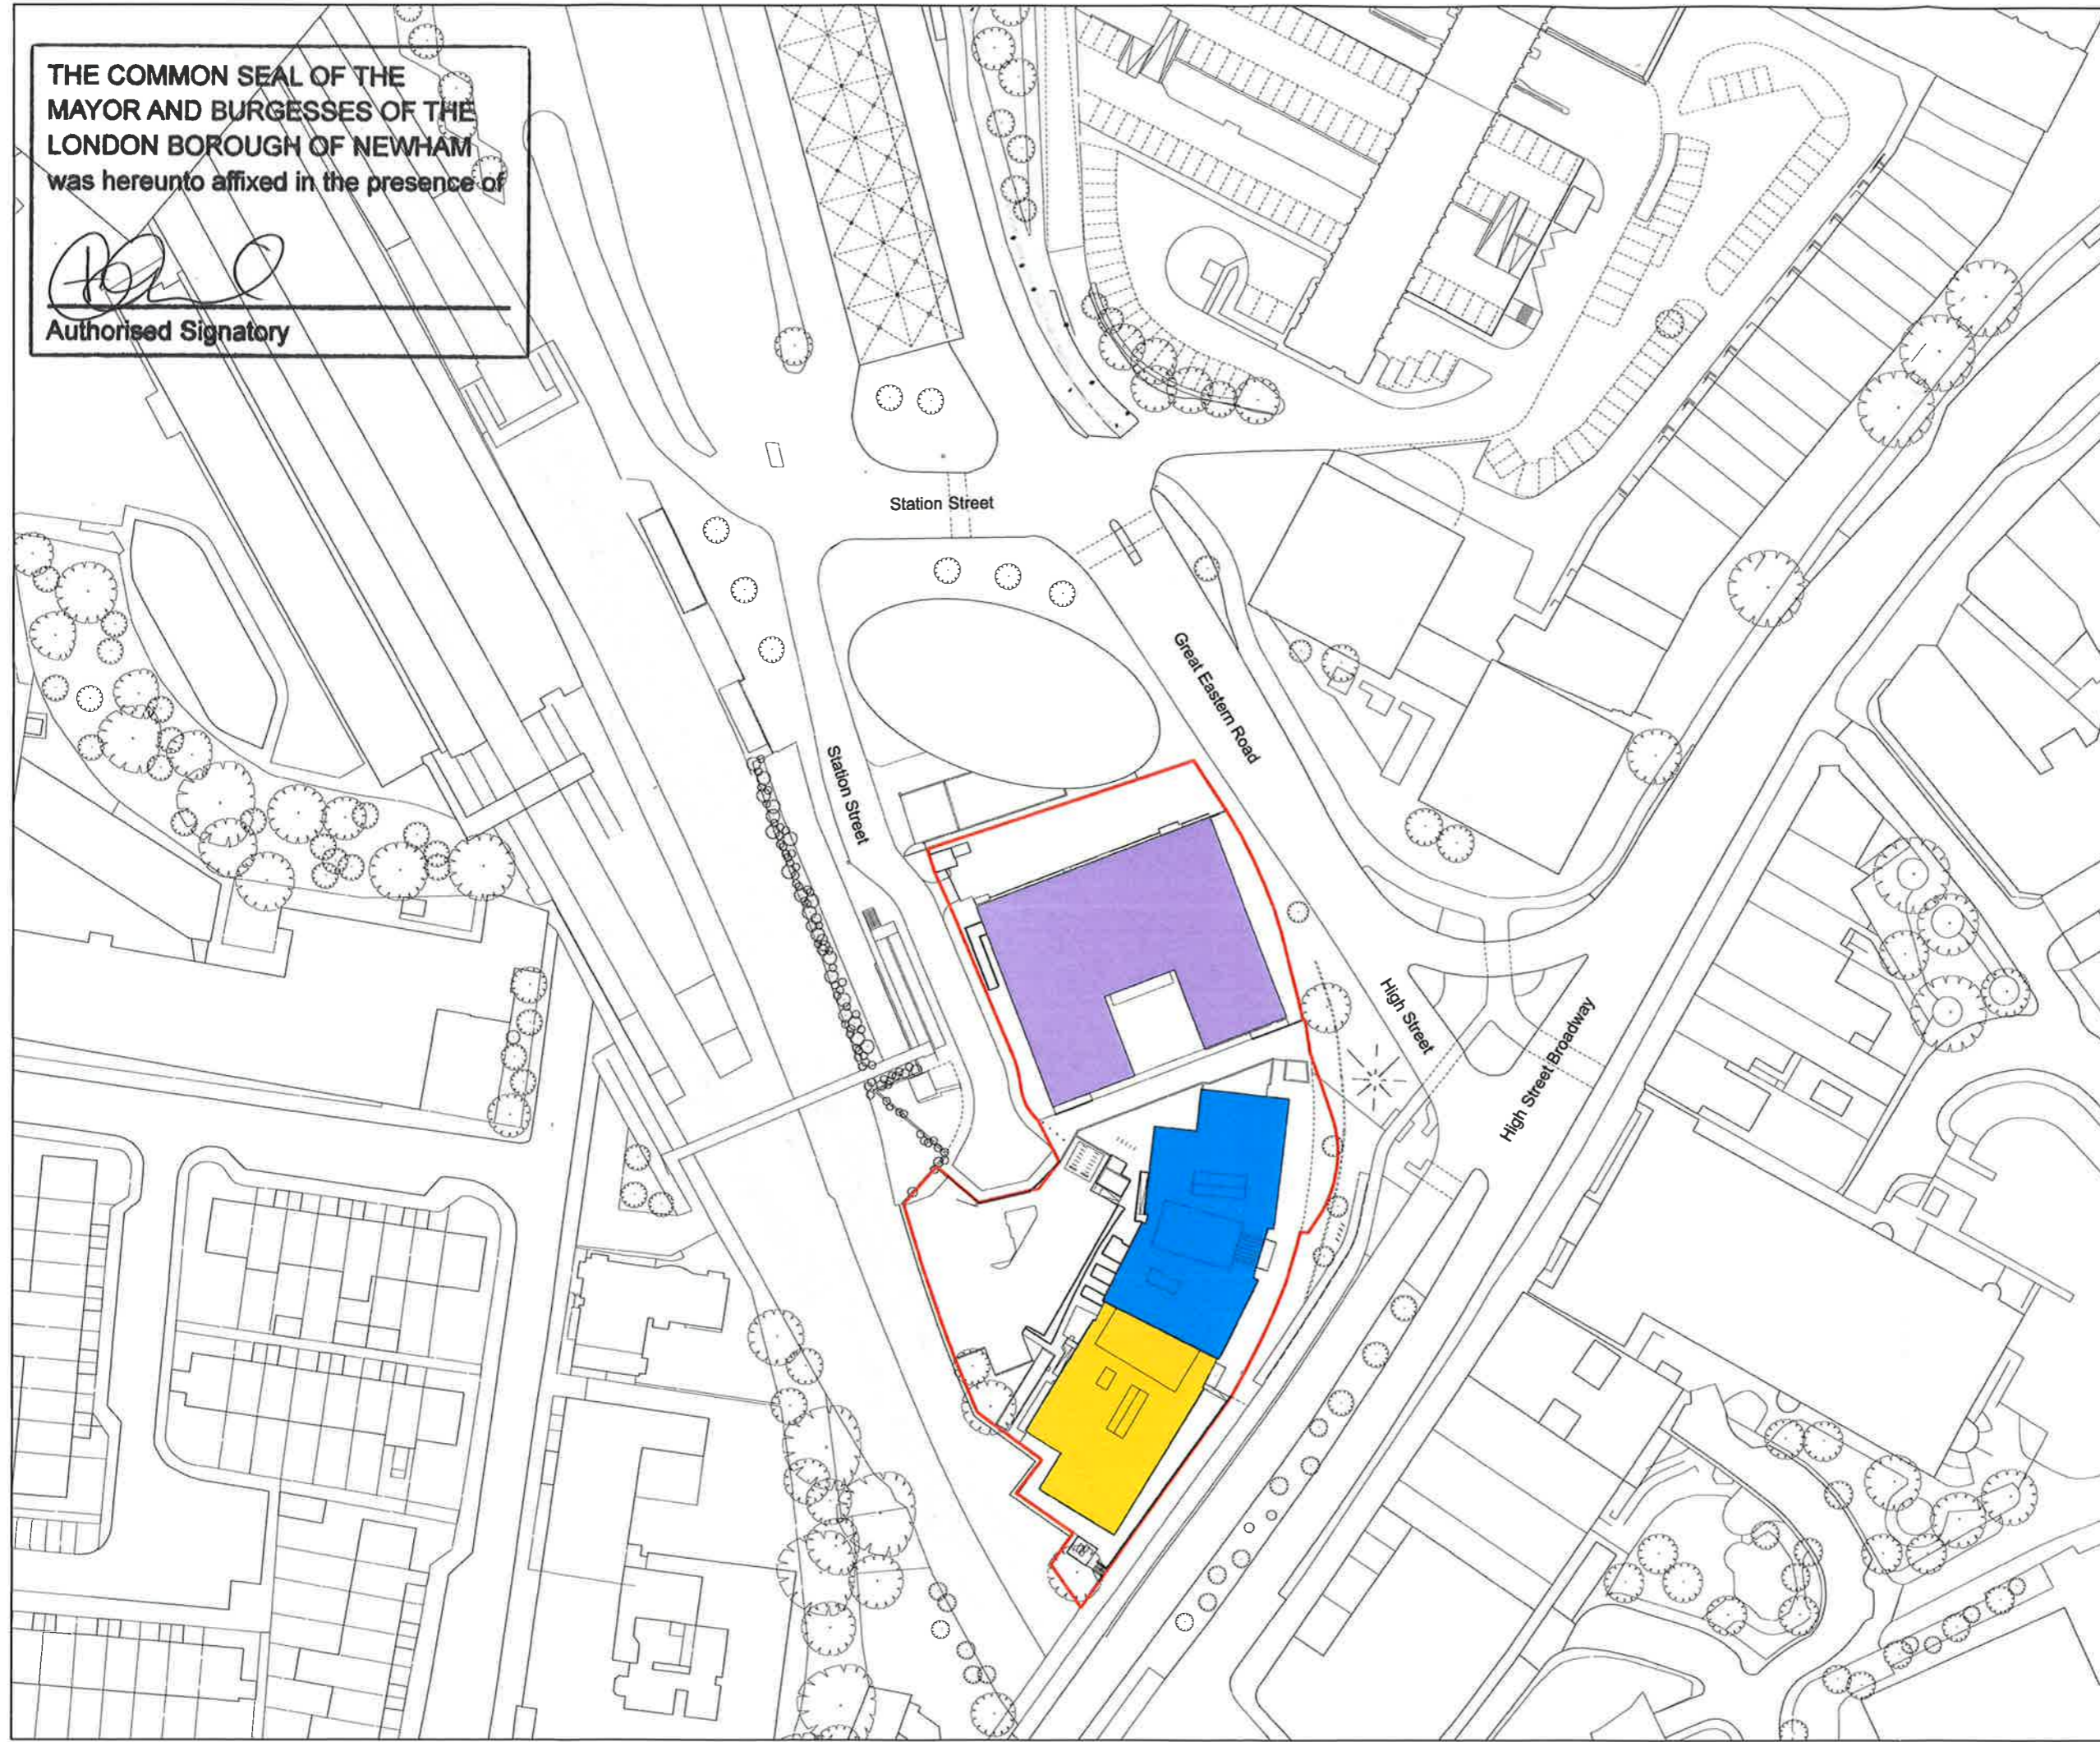 THE COMMON SEAL OF THE
MAYOR AND BURGESSES OF THE
LONDON BOROUGH OF NEWHAM
was hereunto affixed in the presence of
Authorised Signatory
Station Street
Great Eastern Road
Station Street
High Street
High Street Broadway